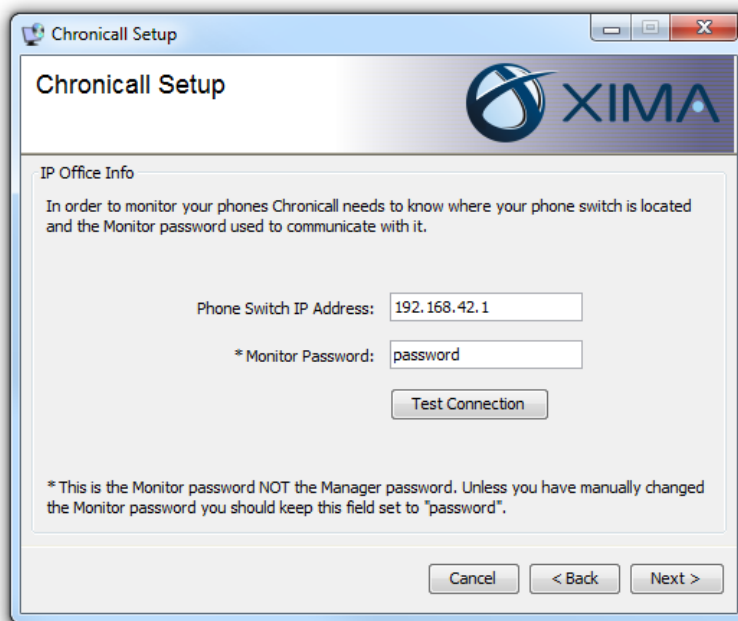 Chronicall Setup
Chronicall Setup
XIMA
IP Office Info
In order to monitor your phones Chronicall needs to know where your phone switch is located
and the Monitor password used to communicate with it.
Phone Switch IP Address: 192.168.42.1
* Monitor Password: password
Test Connection
* This is the Monitor password NOT the Manager password. Unless you have manually changed
the Monitor password you should keep this field set to "password".
Cancel < Back Next >